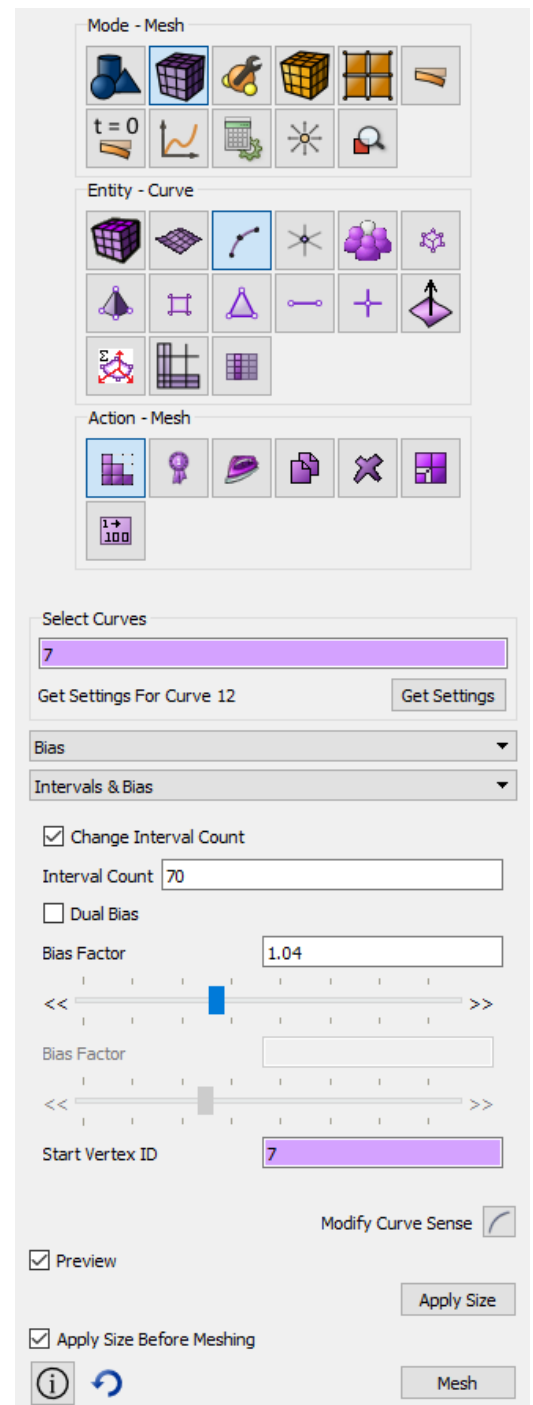 Mode - Mesh
t = 0
Entity - Curve
Σ
Action - Mesh
1→
100
Select Curves
7
Get Settings For Curve 12 Get Settings
Bias
Intervals & Bias
Change Interval Count
Interval Count 70
Dual Bias
Bias Factor 1.04
<< >>
Bias Factor
<< >>
Start Vertex ID 7
Modify Curve Sense
Preview
Apply Size
Apply Size Before Meshing
i Mesh